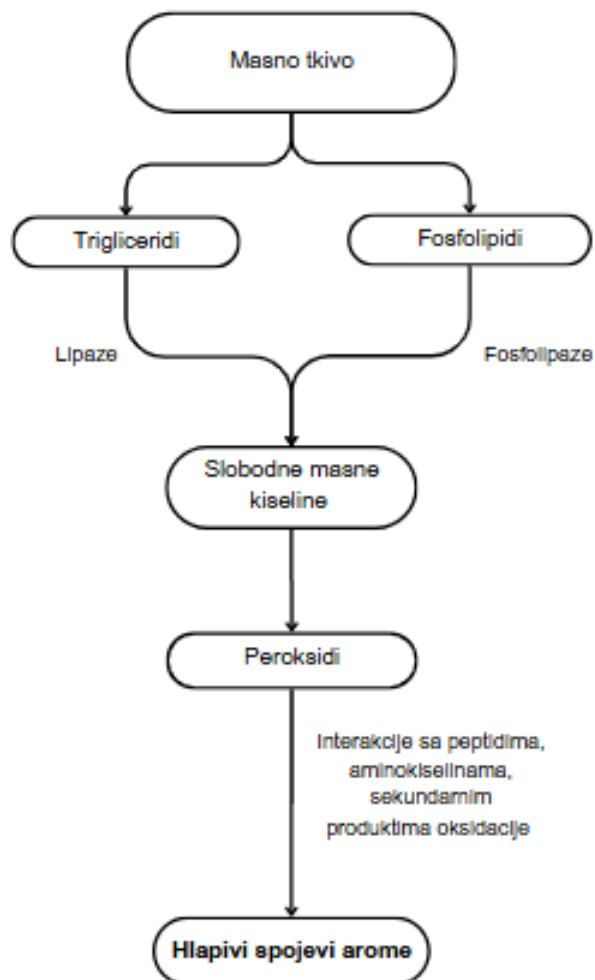 Masno tkivo
Trigliceridi
Fosfolipidi
Lipaze
Fosfolipaze
Slobodne masne
kiseline
Peroksidi
Interakcije sa peptidima,
aminokiselinama,
sekundarnim
produktima oksidacije
Hlapivi spojevi arome